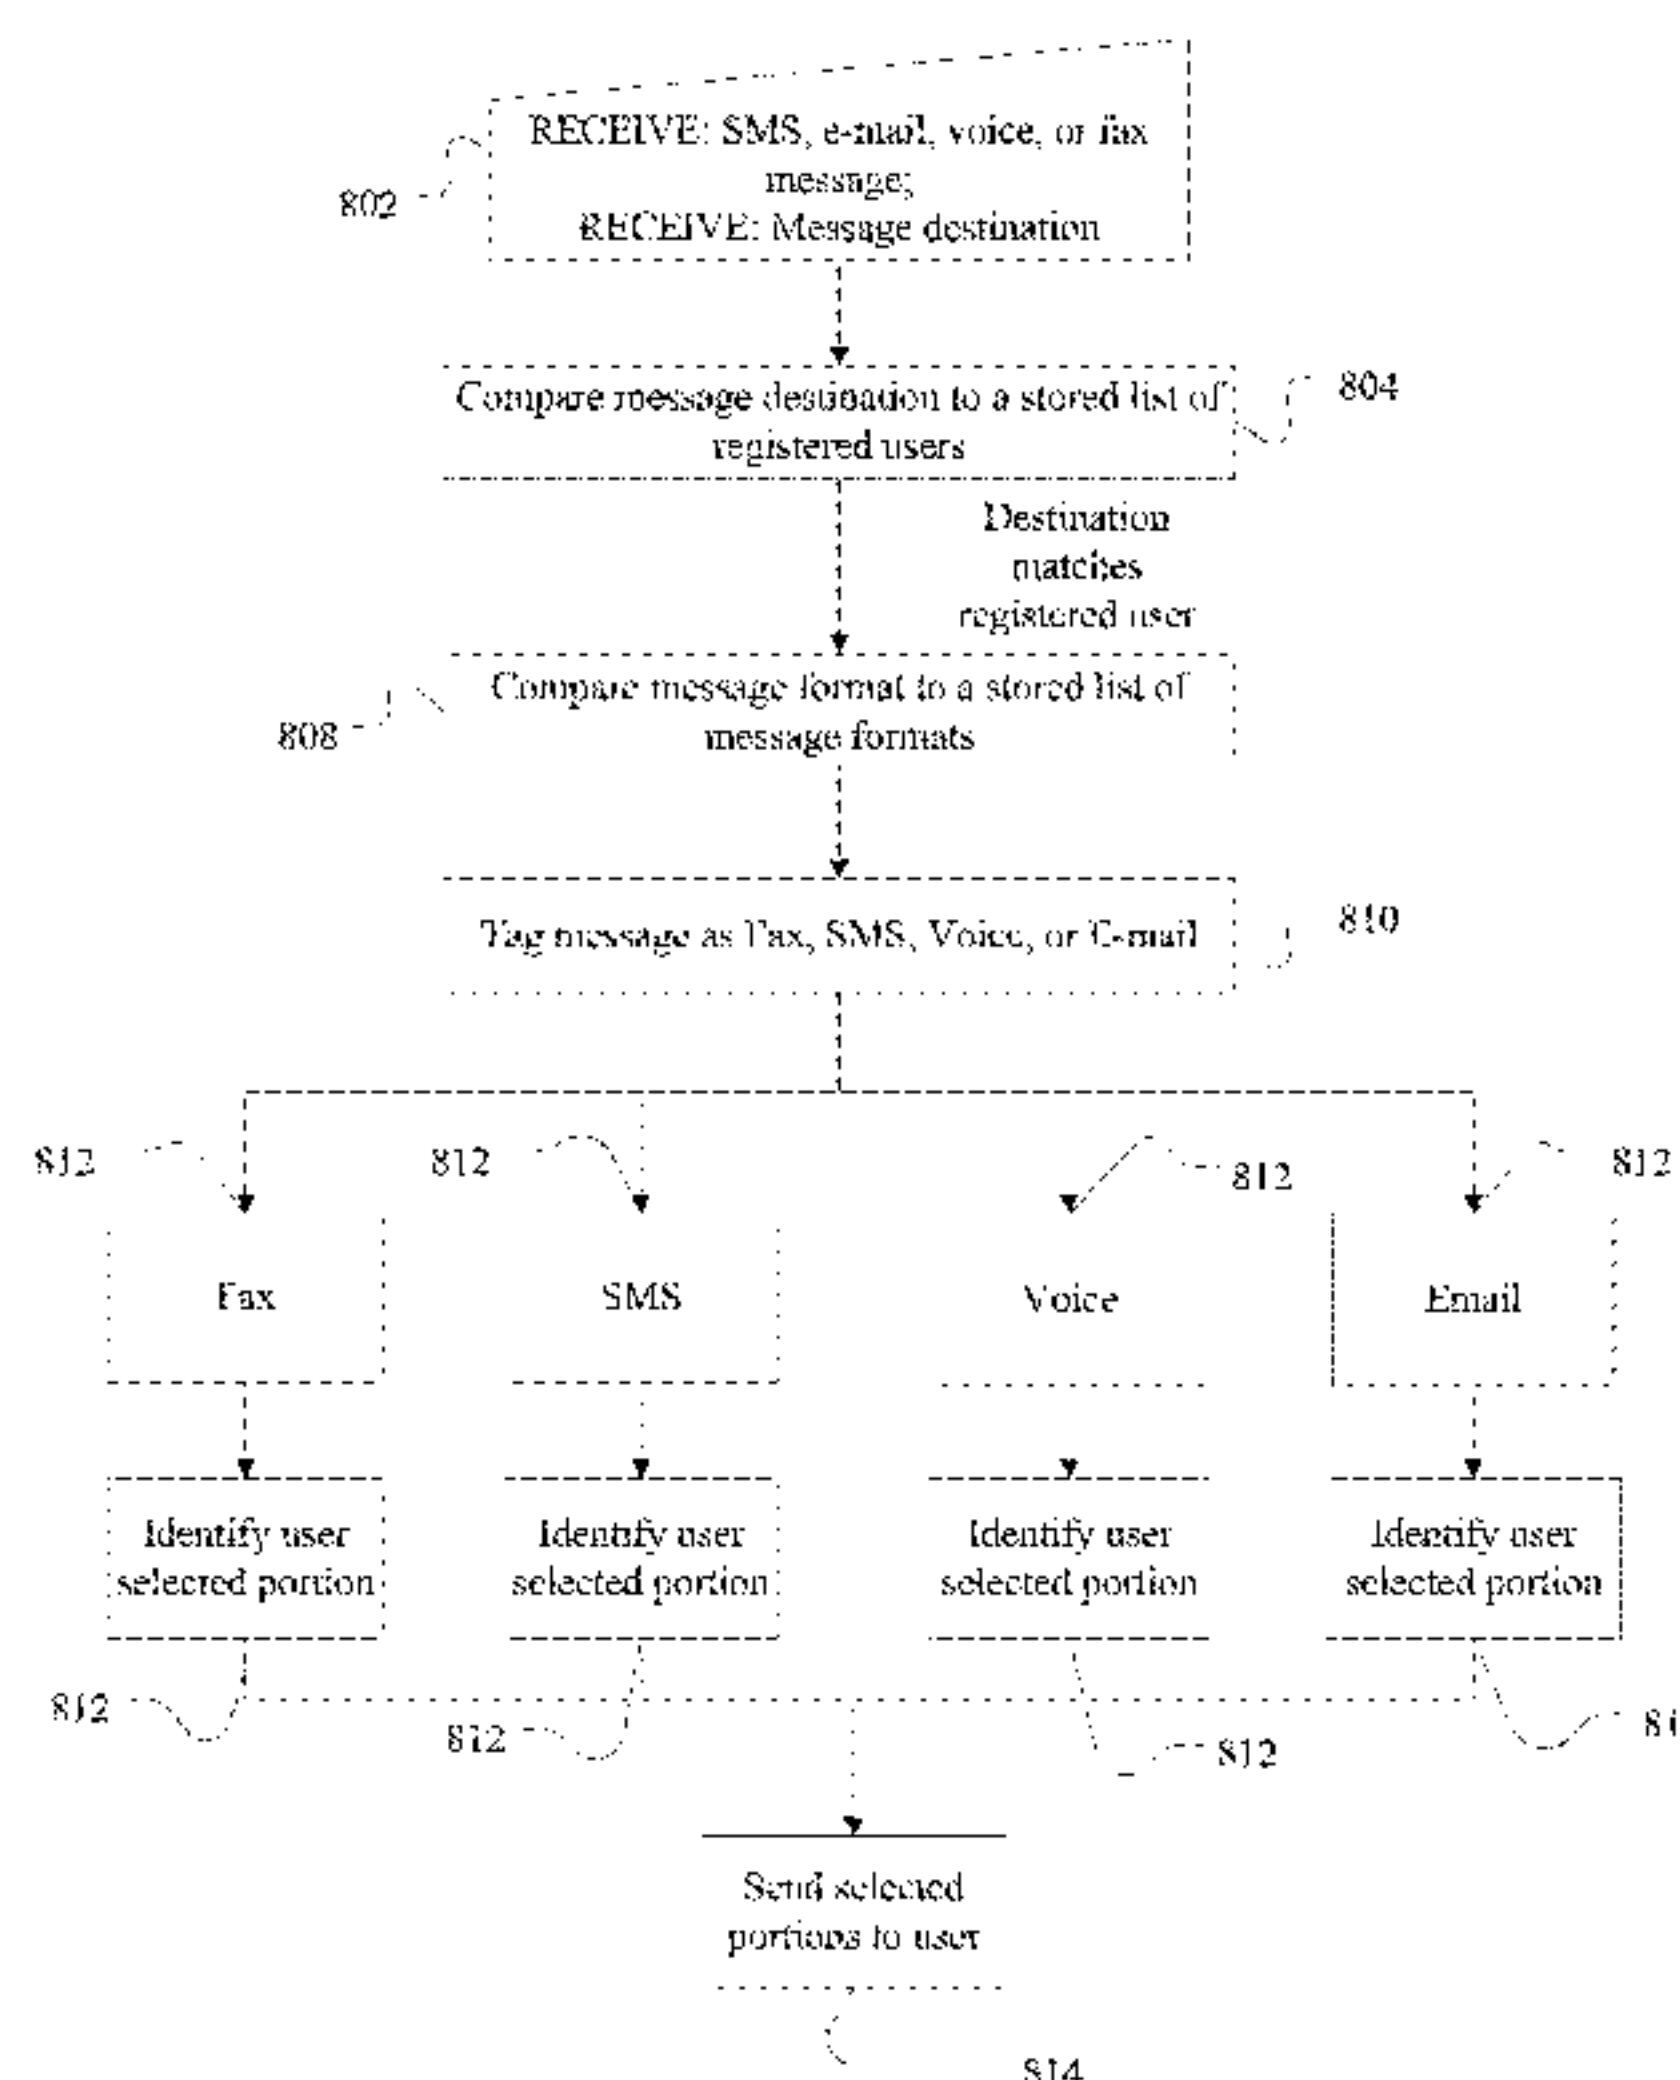 RECEIVE: SMS, e-mail, voice, or fax
message;
RECEIVE: Message destination
802
Compare message destination to a stored list of
registered users
804
Destination
matches
registered user
Compare message format to a stored list of
message formats
808
Tag message as Fax, SMS, Voice, or E-mail
810
812
812
812
812
Fax
SMS
Voice
Email
Identify user
selected portion
Identify user
selected portion
Identify user
selected portion
Identify user
selected portion
812
812
812
81
Send selected
portions to user
814